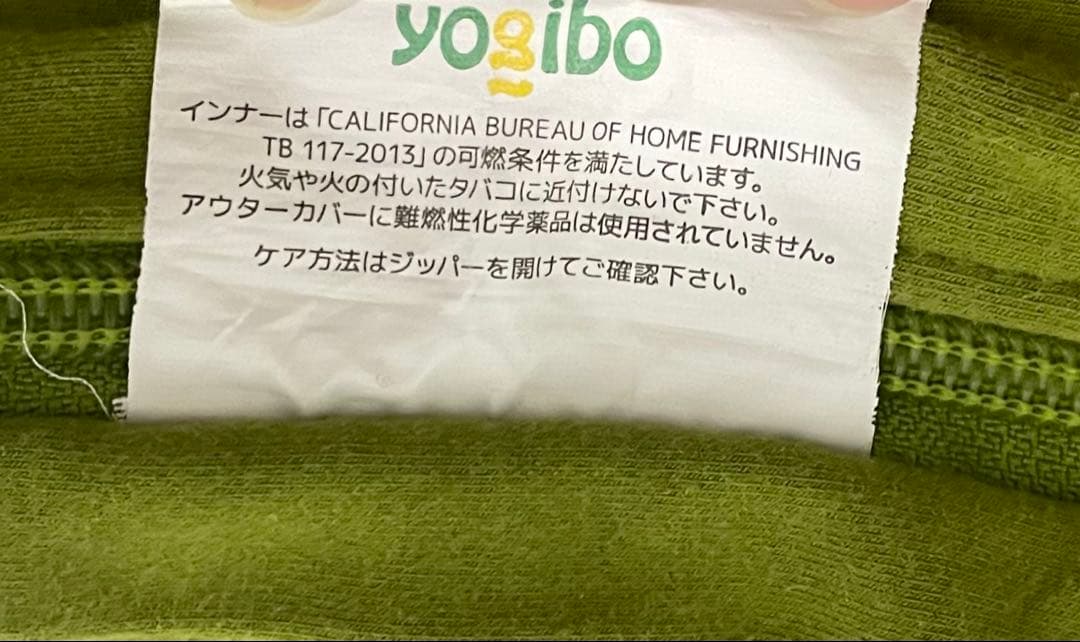 yogibo
インナーは「CALIFORNIA BUREAU OF HOME FURNISHING
TB 117-2013」の可燃条件を満たしています。
火気や火の付いたタバコに近付けないで下さい。
アウターカバーに難燃性化学薬品は使用されていません。
ケア方法はジッパーを開けてご確認下さい。